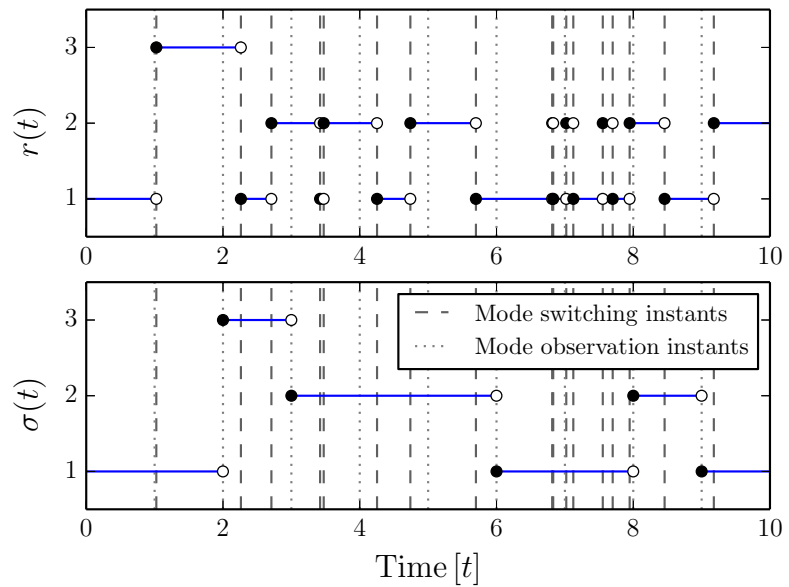 3
2
1
r(t)
0 2 4 6 8 10
3
2
1
σ(t)
Mode switching instants
Mode observation instants
0 2 4 6 8 10
Time [t]